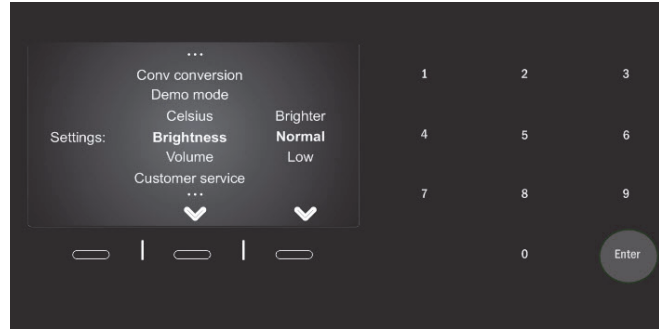 ...
Conv conversion
Demo mode
Celsius Brighter
Settings: Brightness Normal
Volume Low
Customer service
...
1 2 3
4 5 6
7 8 9
0 Enter